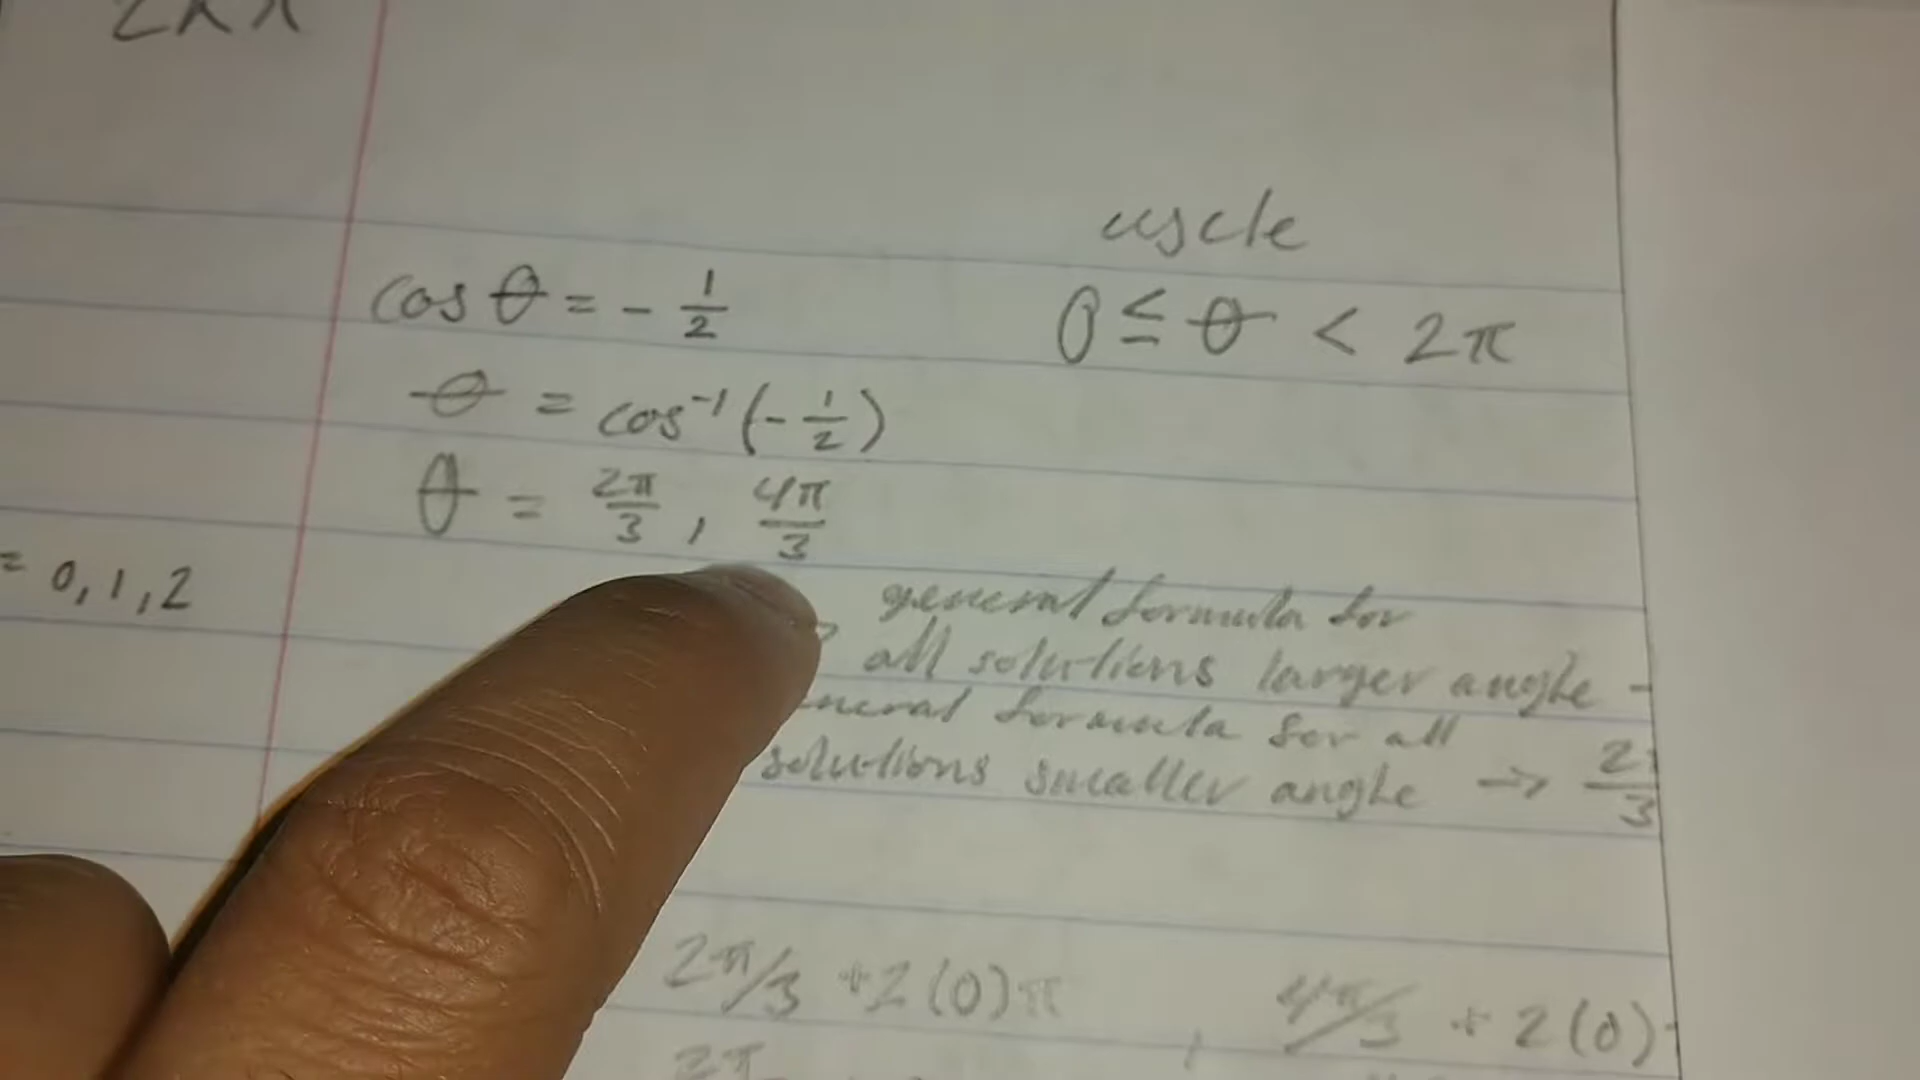 2kπ
cycle
cos θ = - 1/2
0 ≤ θ < 2π
θ = cos⁻¹(-1/2)
θ = 2π/3, 4π/3
= 0, 1, 2
general formula for
all solutions larger angle -
neral formula for all
solutions smaller angle → 2/3
2π/3 + 2(0)π , 4π/3 + 2(0)
2π